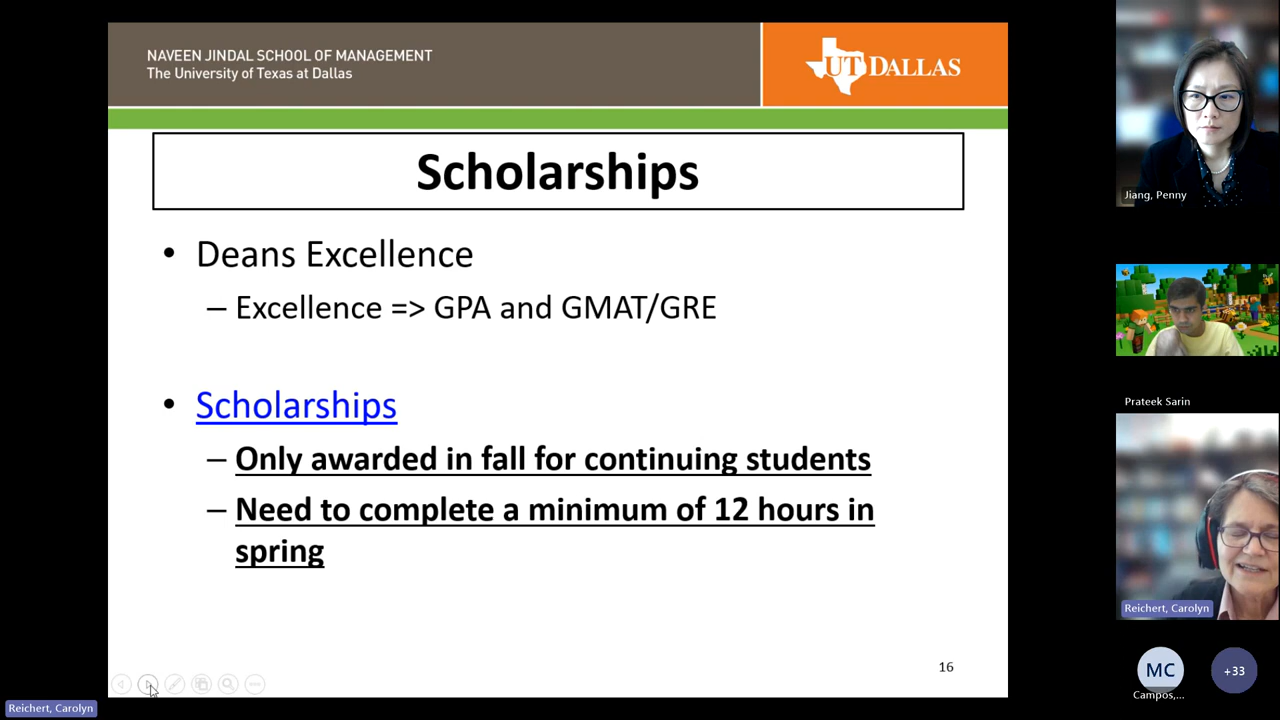 NAVEEN JINDAL SCHOOL OF MANAGEMENT
The University of Texas at Dallas
UT DALLAS
Scholarships
• Deans Excellence
– Excellence => GPA and GMAT/GRE
• Scholarships
– Only awarded in fall for continuing students
– Need to complete a minimum of 12 hours in
spring
16
Reichert, Carolyn
Jiang, Penny
Prateek Sarin
Reichert, Carolyn
MC
+33
Campos,...